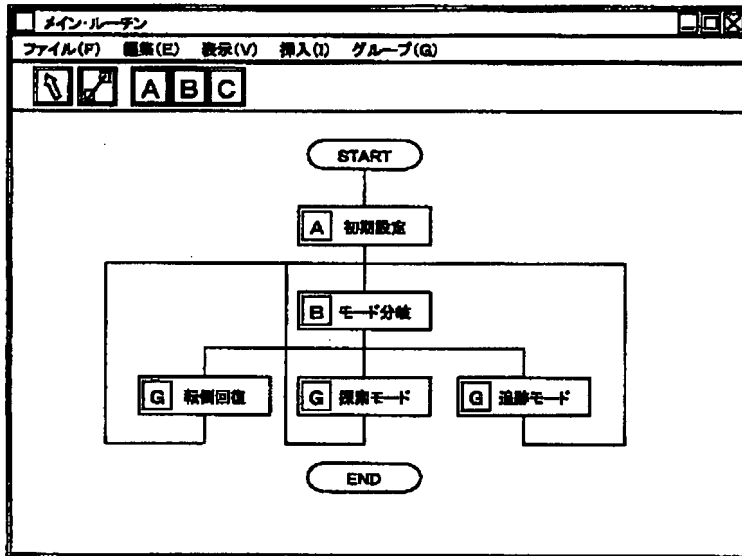 メイン・ルーチン
ファイル(F) 編集(E) 表示(V) 挿入(I) グループ(G)
A B C
START
A 初期設定
B モード分岐
G 転倒回復 G 探索モード G 追跡モード
END